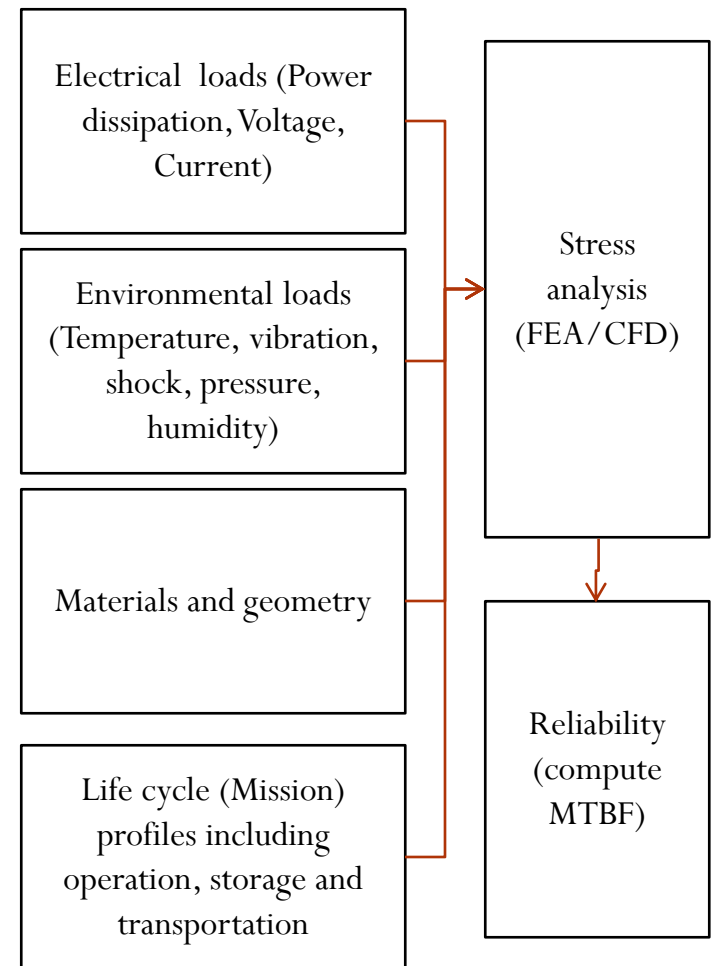 Electrical loads (Power
dissipation, Voltage,
Current)
Environmental loads
(Temperature, vibration,
shock, pressure,
humidity)
Materials and geometry
Life cycle (Mission)
profiles including
operation, storage and
transportation
Stress
analysis
(FEA/CFD)
Reliability
(compute
MTBF)